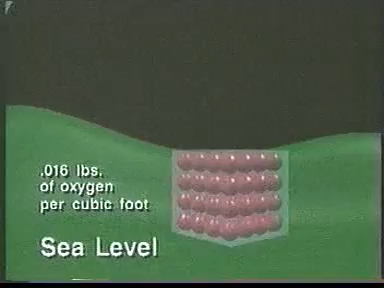 .016 lbs.
of oxygen
per cubic foot
Sea Level